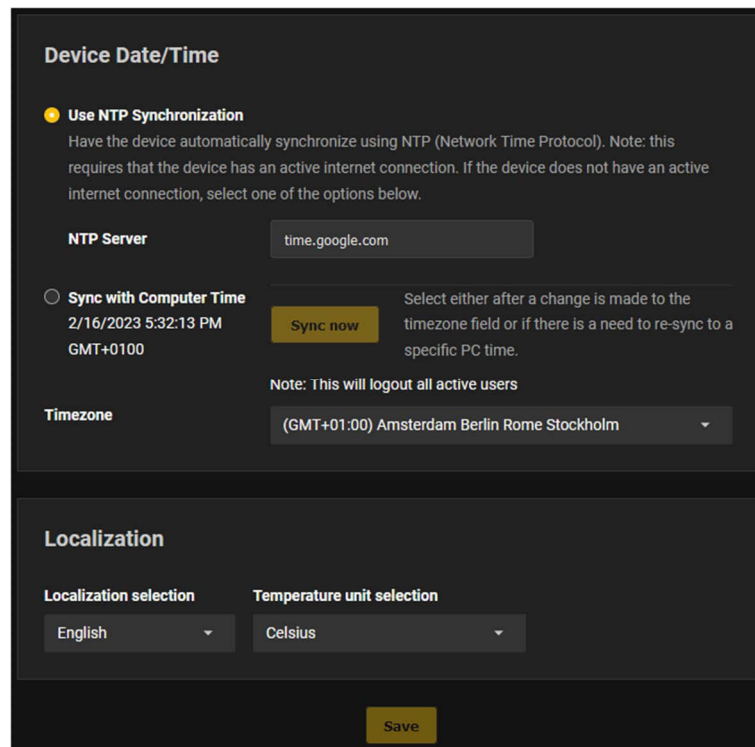 Device Date/Time
Use NTP Synchronization
Have the device automatically synchronize using NTP (Network Time Protocol). Note: this
requires that the device has an active internet connection. If the device does not have an active
internet connection, select one of the options below.
NTP Server
time.google.com
Sync with Computer Time
2/16/2023 5:32:13 PM
GMT+0100
Sync now
Select either after a change is made to the
timezone field or if there is a need to re-sync to a
specific PC time.
Note: This will logout all active users
Timezone
(GMT+01:00) Amsterdam Berlin Rome Stockholm
Localization
Localization selection
Temperature unit selection
English
Celsius
Save